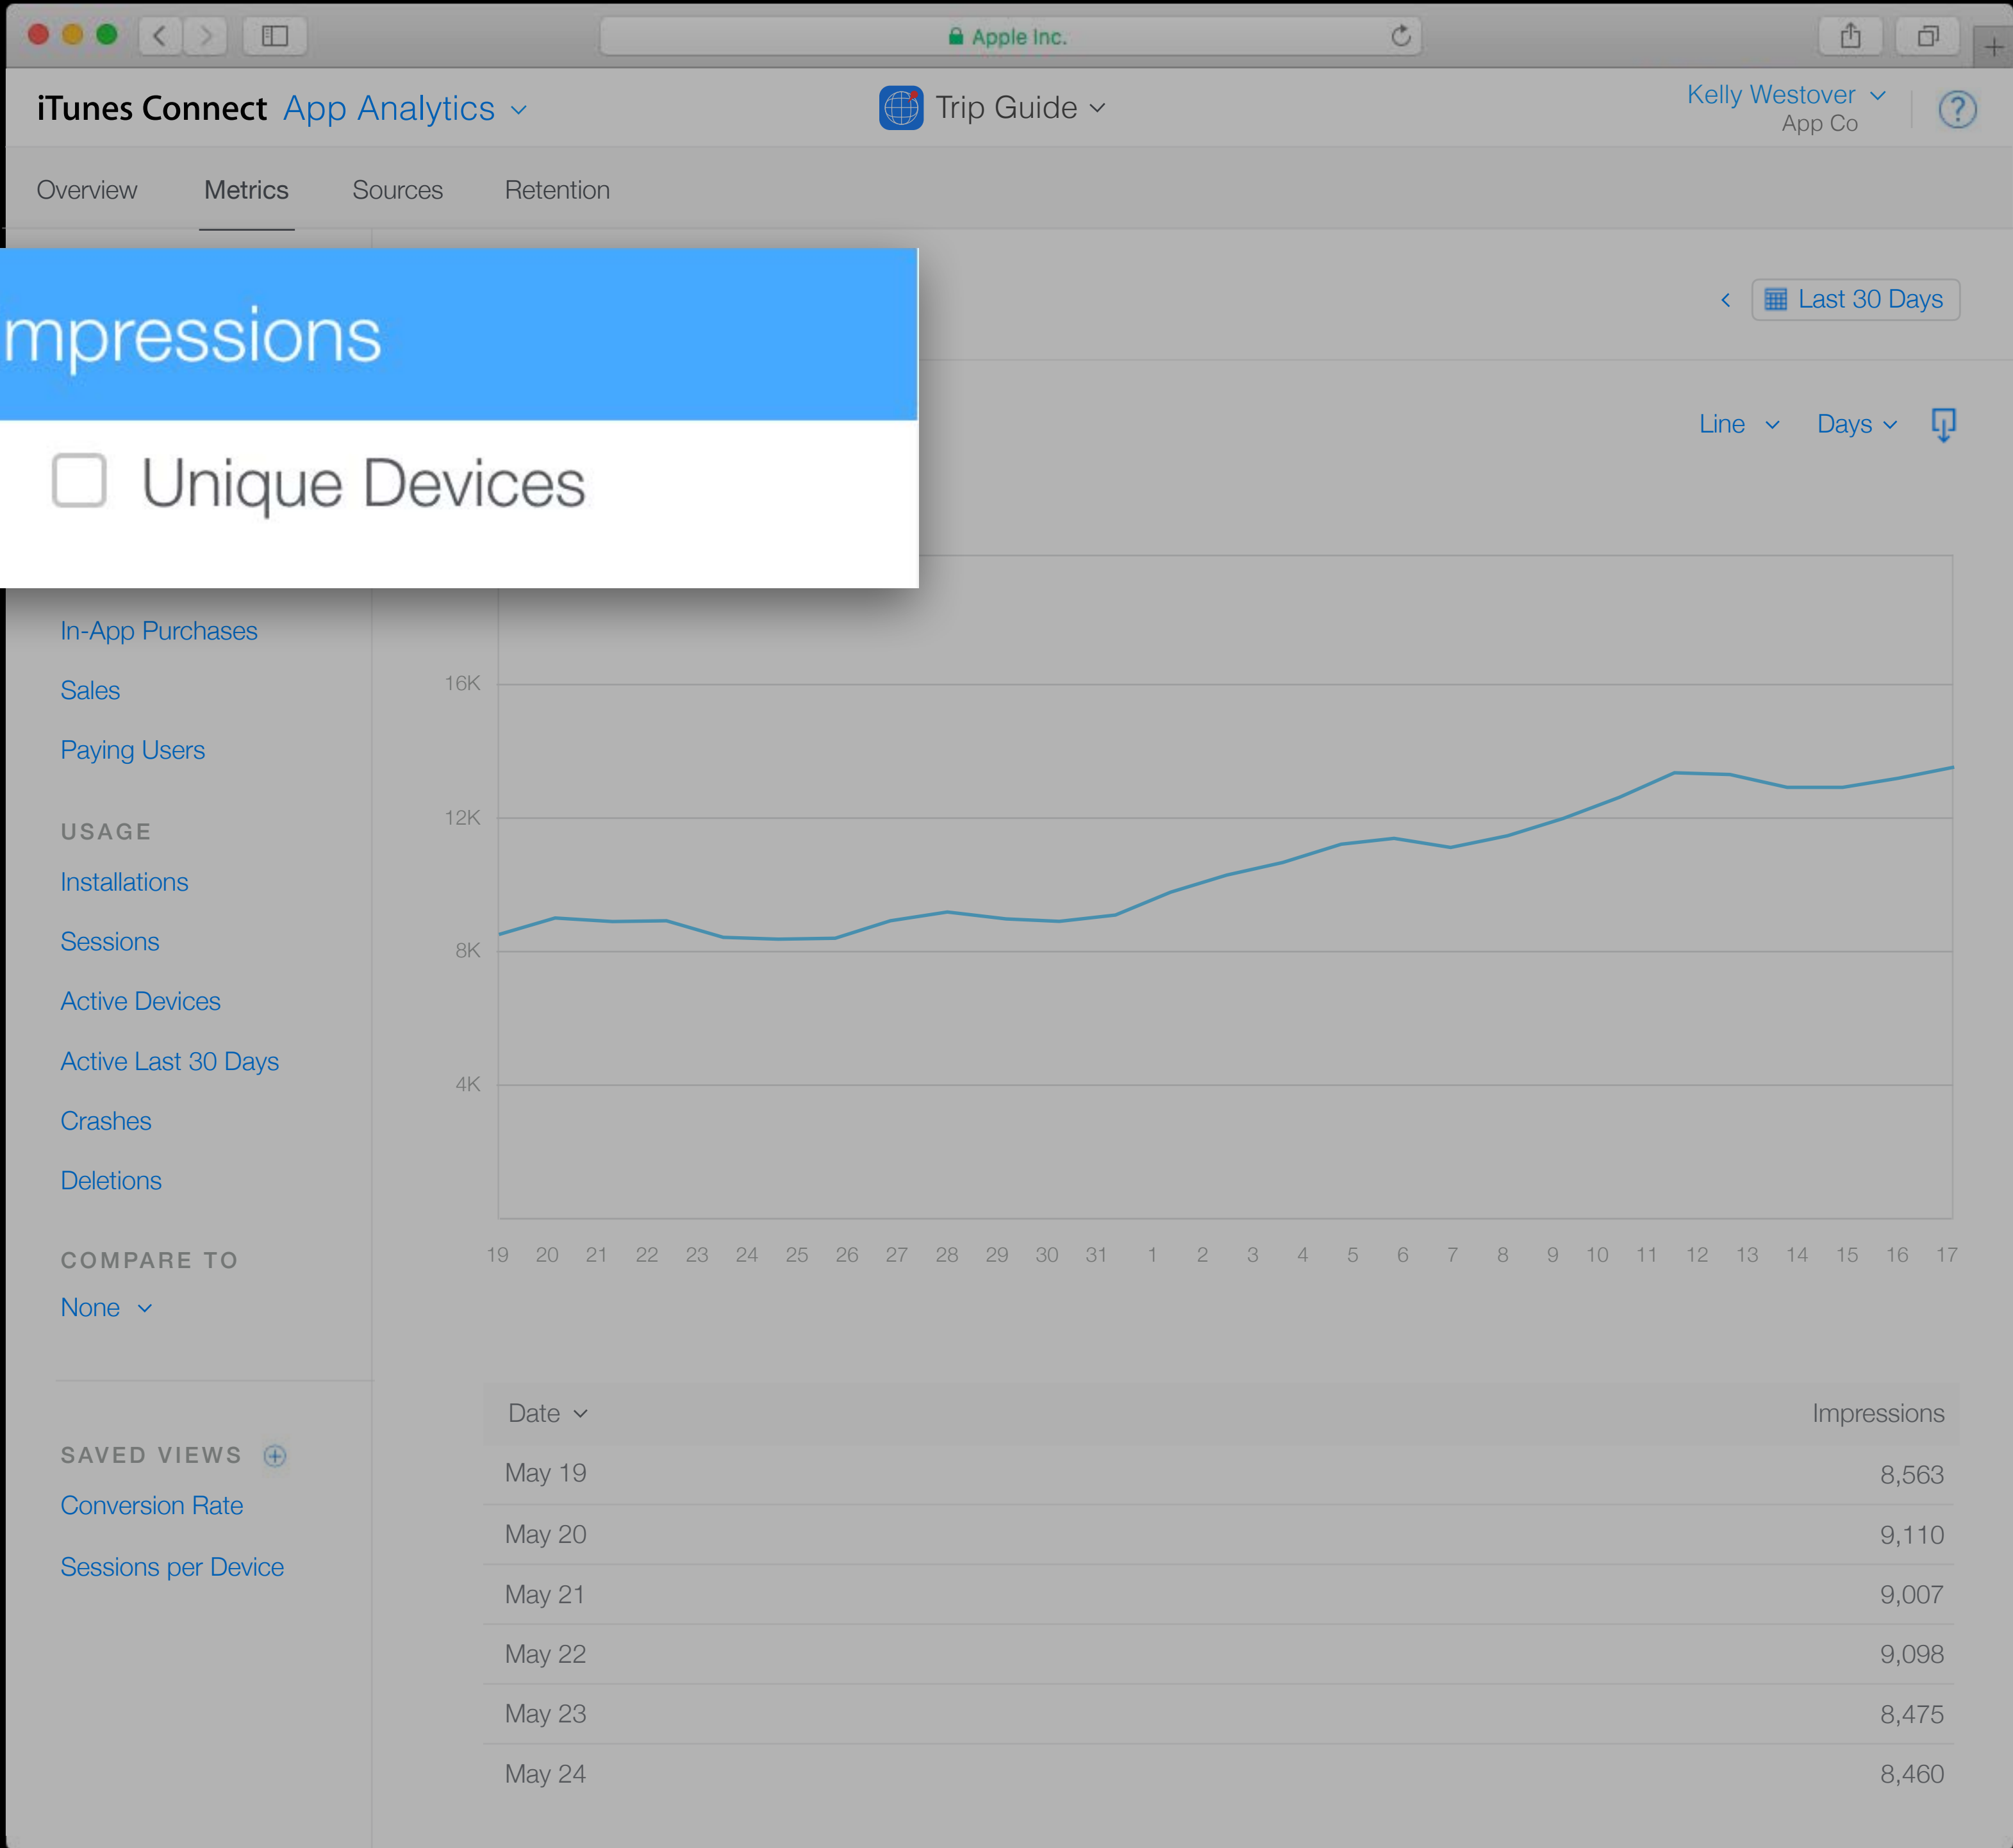 Apple Inc.
iTunes Connect App Analytics
Trip Guide
Kelly Westover
App Co
?
Overview Metrics Sources Retention
Last 30 Days
mpressions
Line Days
Unique Devices
In-App Purchases
Sales
Paying Users
USAGE
Installations
Sessions
Active Devices
Active Last 30 Days
Crashes
Deletions
COMPARE TO
None
SAVED VIEWS
Conversion Rate
Sessions per Device
16K
12K
8K
4K
19 20 21 22 23 24 25 26 27 28 29 30 31 1 2 3 4 5 6 7 8 9 10 11 12 13 14 15 16 17
Date Impressions
May 19 8,563
May 20 9,110
May 21 9,007
May 22 9,098
May 23 8,475
May 24 8,460